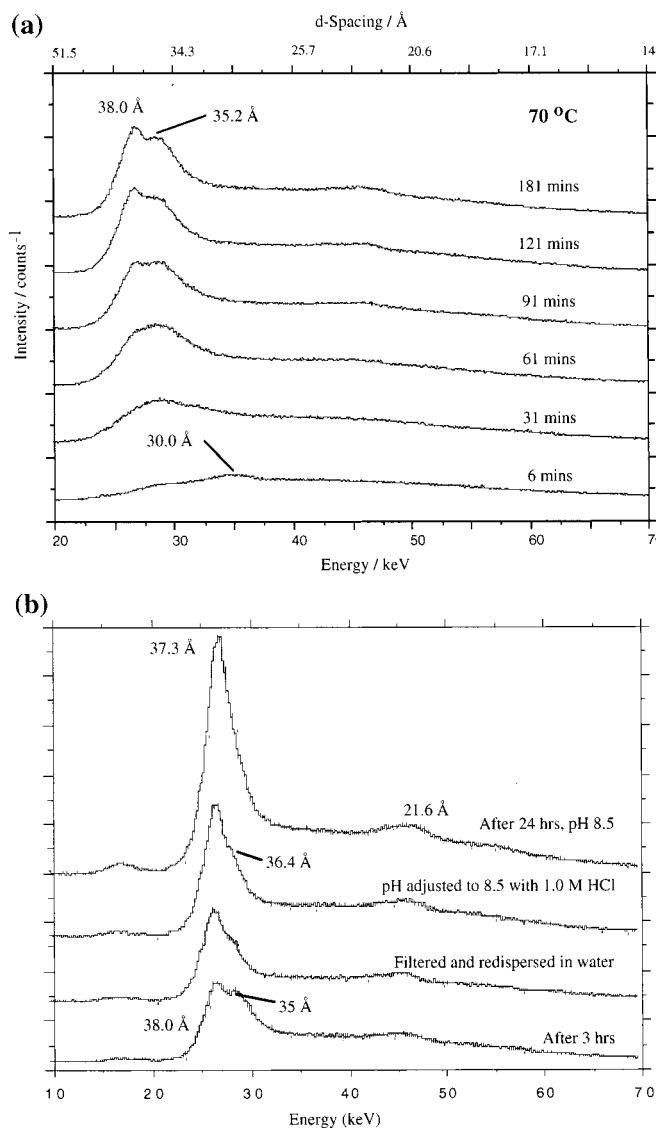 (a)
d-Spacing / Å
51.5 34.3 25.7 20.6 17.1 14
38.0 Å
35.2 Å
70 °C
181 mins
121 mins
91 mins
61 mins
31 mins
30.0 Å
6 mins
Intensity / counts⁻¹
20 30 40 50 60 70
Energy / keV
(b)
37.3 Å
21.6 Å
After 24 hrs, pH 8.5
36.4 Å
pH adjusted to 8.5 with 1.0 M HCl
Filtered and redispersed in water
35 Å
38.0 Å
After 3 hrs
10 20 30 40 50 60 70
Energy (keV)